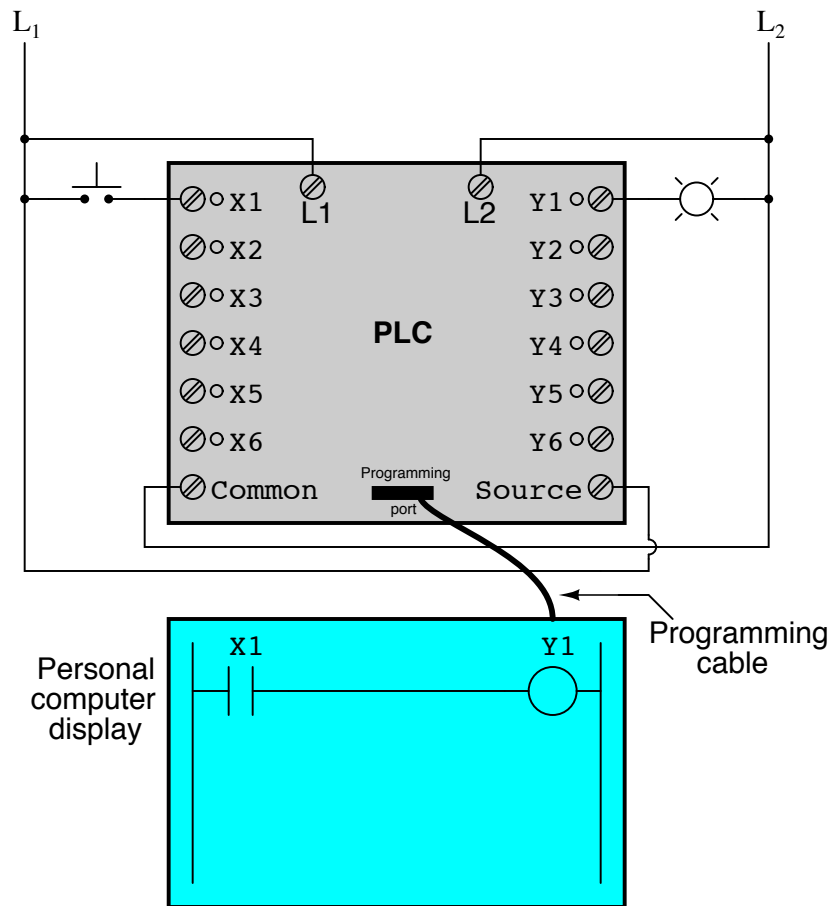 L1 L2
X1 L1 L2 Y1
X2 Y2
X3 Y3
X4 PLC Y4
X5 Y5
X6 Y6
Programming
Common Source
port
X1 Y1
Programming
cable
Personal
computer
display